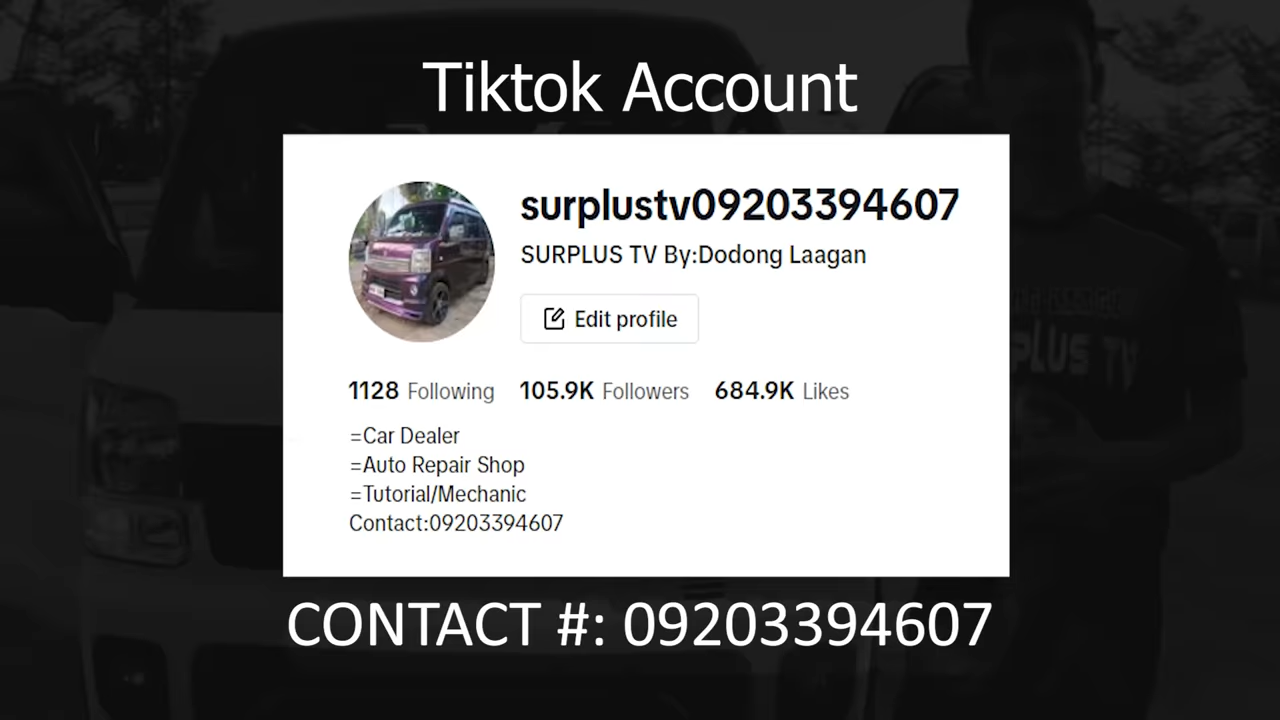 Tiktok Account
surplustv09203394607
SURPLUS TV By:Dodong Laagan
Edit profile
1128 Following 105.9K Followers 684.9K Likes
=Car Dealer
=Auto Repair Shop
=Tutorial/Mechanic
Contact:09203394607
CONTACT #: 09203394607